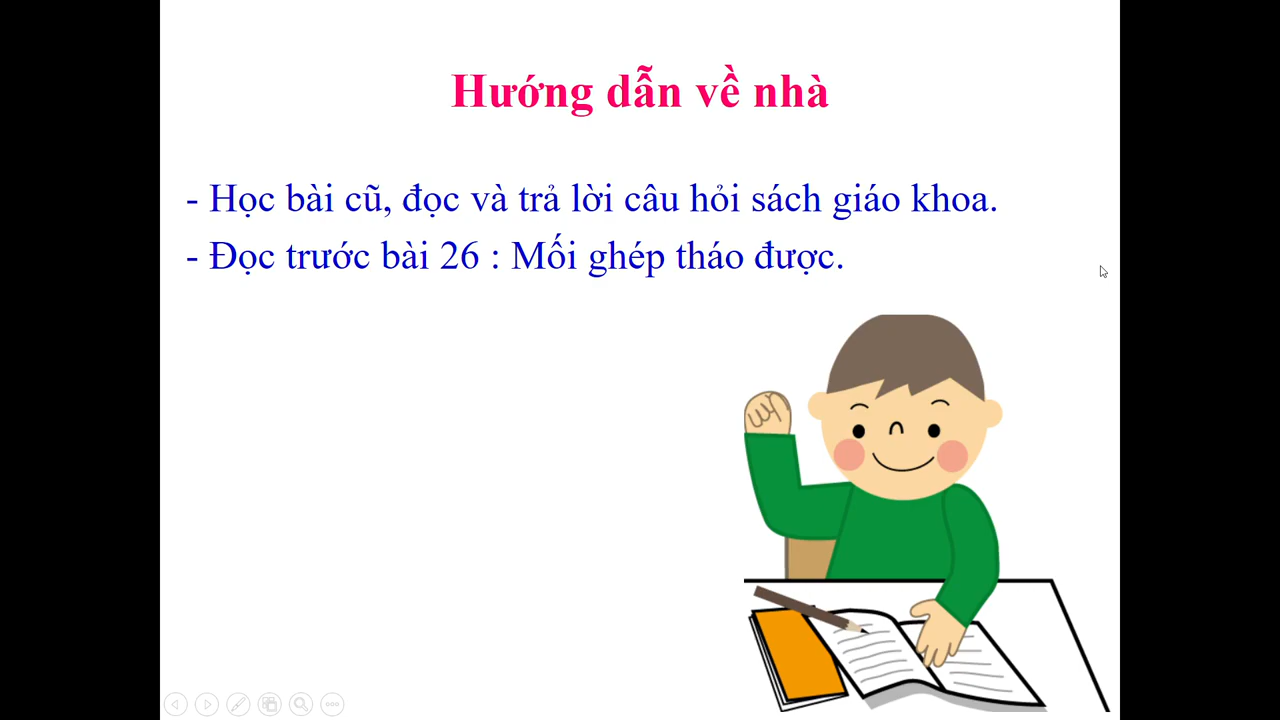 Hướng dẫn về nhà
- Học bài cũ, đọc và trả lời câu hỏi sách giáo khoa.
- Đọc trước bài 26 : Mối ghép tháo được.